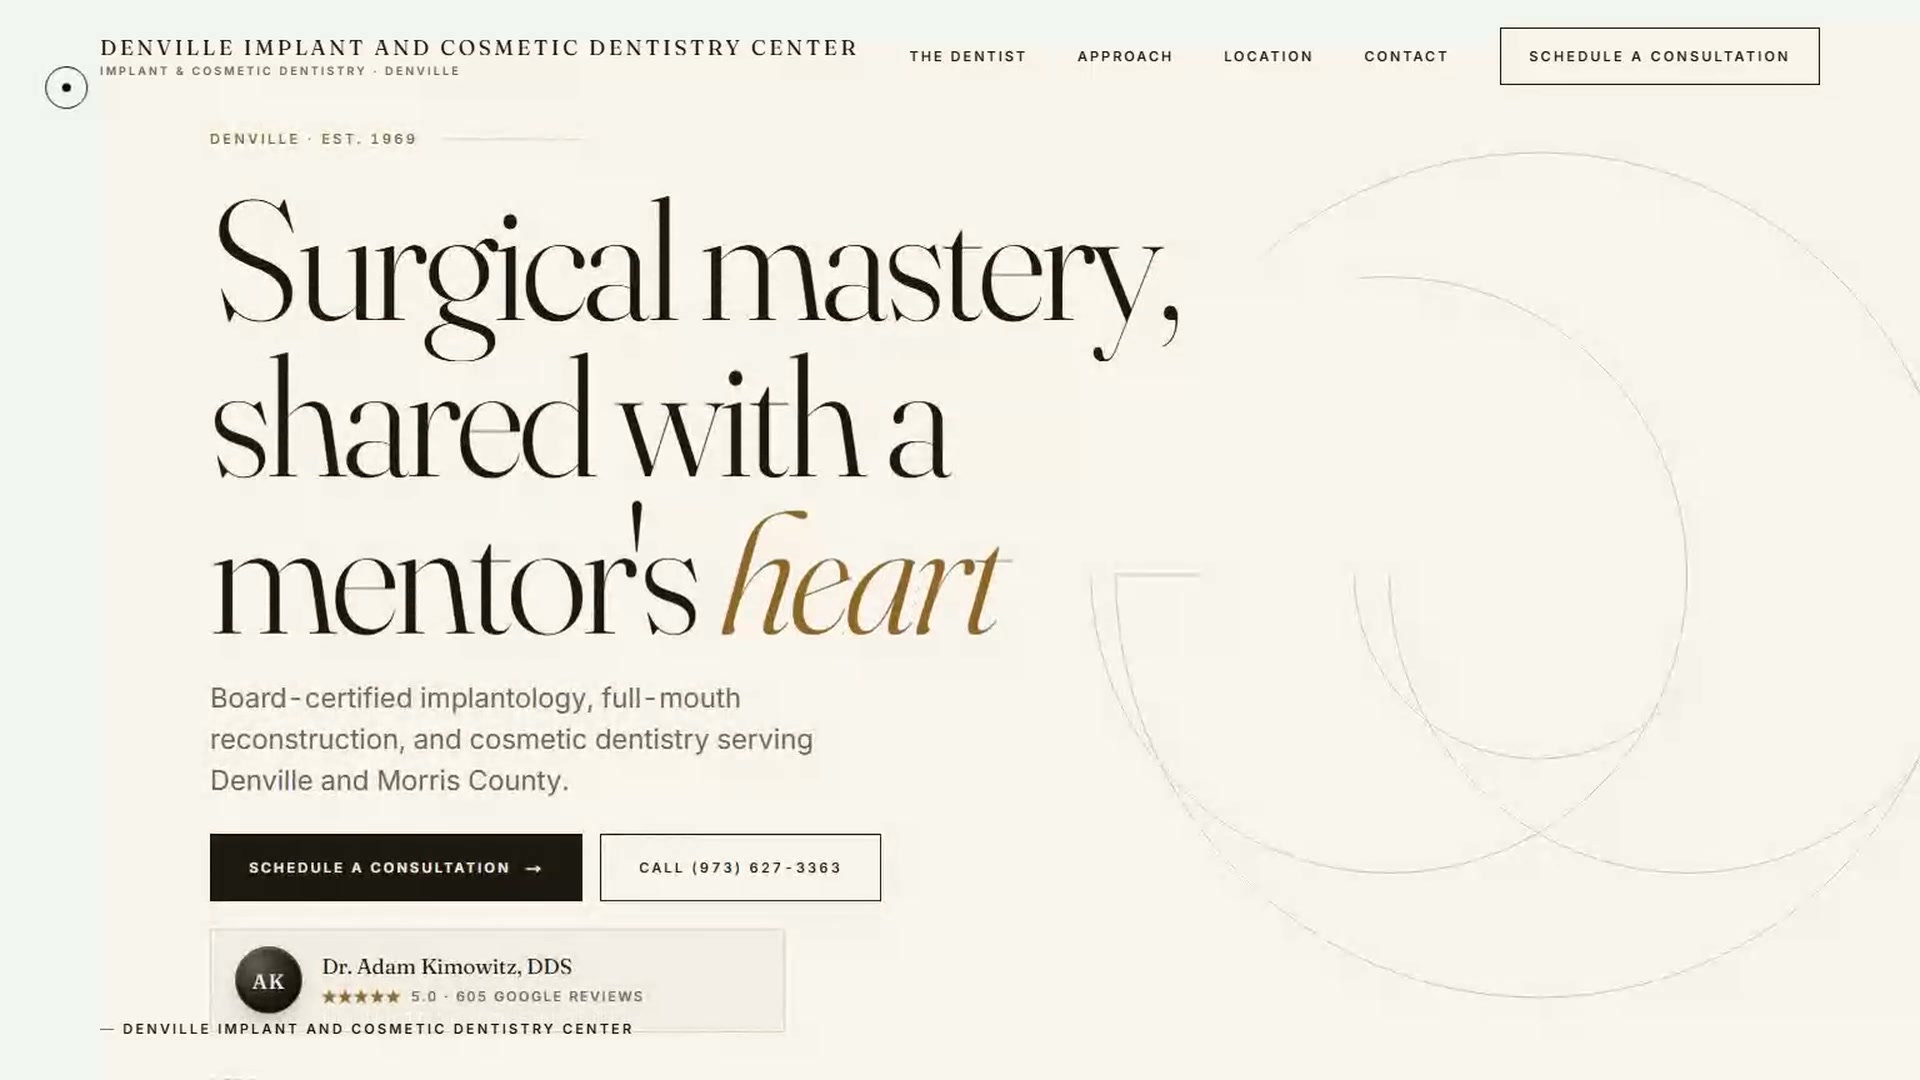 DENVILLE IMPLANT AND COSMETIC DENTISTRY CENTER
IMPLANT & COSMETIC DENTISTRY · DENVILLE
THE DENTIST
APPROACH
LOCATION
CONTACT
SCHEDULE A CONSULTATION
DENVILLE · EST. 1969
Surgical mastery,
shared with a
mentor's heart
Board-certified implantology, full-mouth
reconstruction, and cosmetic dentistry serving
Denville and Morris County.
SCHEDULE A CONSULTATION →
CALL (973) 627-3363
AK
Dr. Adam Kimowitz, DDS
★★★★★ 5.0 · 605 GOOGLE REVIEWS
— DENVILLE IMPLANT AND COSMETIC DENTISTRY CENTER